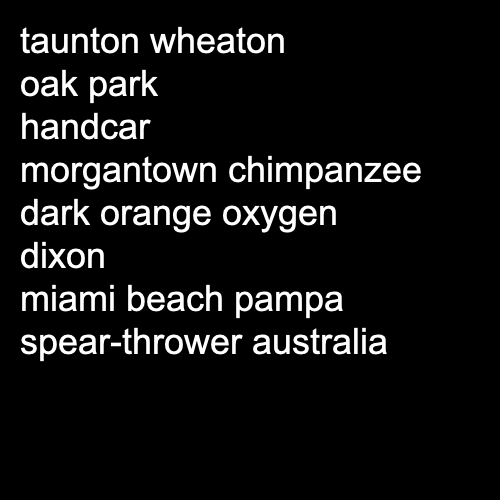 taunton wheaton
oak park
handcar
morgantown chimpanzee
dark orange oxygen
dixon
miami beach pampa
spear-thrower australia